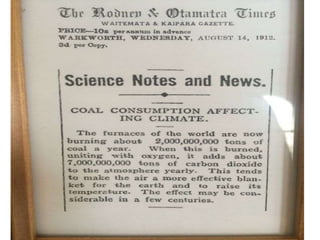 The Rodney & Otamatea Times
WAITEMATA & KAIPARA GAZETTE.
PRICE—10s per annum in advance
WARKWORTH, WEDNESDAY, AUGUST 14, 1912.
3d per Copy.
Science Notes and News.
COAL CONSUMPTION AFFECT-
ING CLIMATE.
The furnaces of the world are now
burning about 2,000,000,000 tons of
coal a year. When this is burned,
uniting with oxygen, it adds about
7,000,000,000 tons of carbon dioxide
to the atmosphere yearly. This tends
to make the air a more effective blan-
ket for the earth and to raise its
temperature. The effect may be con-
siderable in a few centuries.